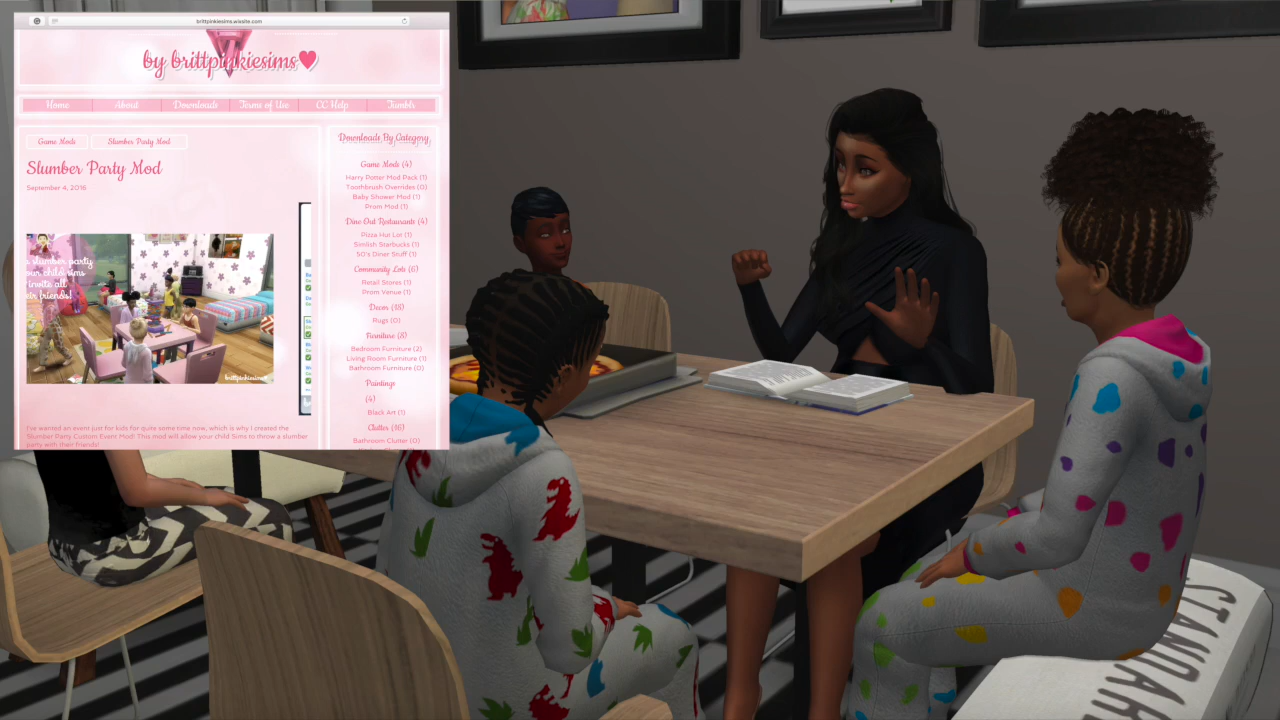 brittpinkiesims.wixsite.com
by brittpinkiesims
Home
About
Downloads
Terms of Use
CC Help
Tumblr
Game Mods
Slumber Party Mod
Slumber Party Mod
September 4, 2016
slumber party
our child sims
invite all
eir friends!
brittpinkiesims
I've wanted an event just for kids for quite some time now, which is why I created the
Slumber Party Custom Event Mod! This mod will allow your child Sims to throw a slumber
party with their friends!
Downloads By Category
Game Mods (4)
Harry Potter Mod Pack (1)
Toothbrush Overrides (0)
Baby Shower Mod (1)
Prom Mod (1)
Dine Out Restaurants (4)
Pizza Hut Lot (1)
Simlish Starbucks (1)
50's Diner Stuff (1)
Community Lots (6)
Retail Stores (1)
Prom Venue (1)
Decor (18)
Rugs (0)
Furniture (8)
Bedroom Furniture (2)
Living Room Furniture (1)
Bathroom Furniture (0)
Paintings
(4)
Black Art (1)
Clutter (16)
Bathroom Clutter (0)
STANDAR